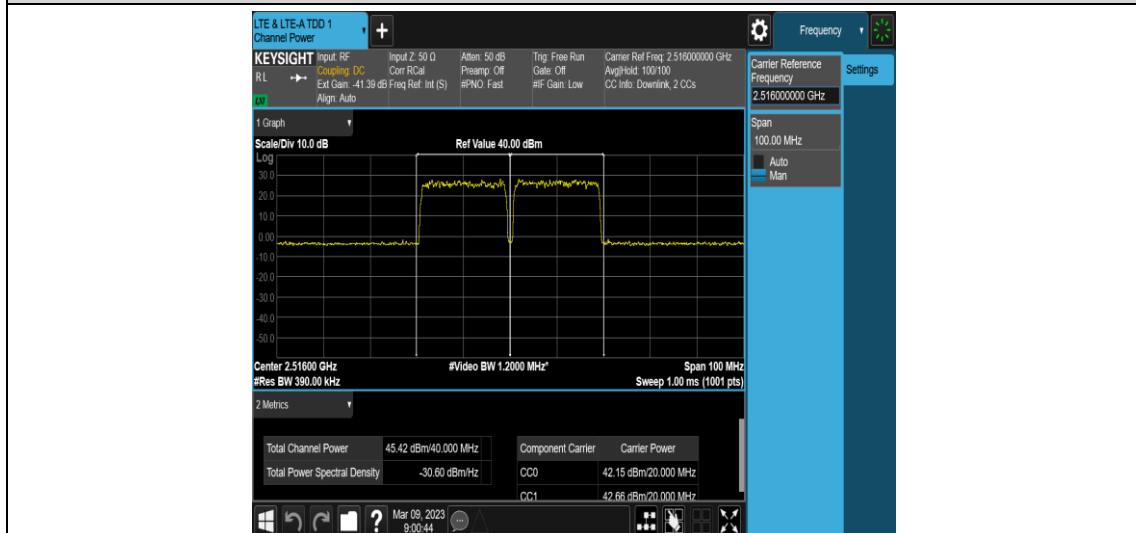 LTE & LTE-A TDD 1
Channel Power
+
Frequency
KEYSIGHT
RL
LXI
Input: RF
Coupling: DC
Ext Gain: -41.39 dB
Align: Auto
Input Z: 50 Ω
Corr RCal
Freq Ref: Int (S)
Atten: 50 dB
Preamp: Off
#PNO: Fast
Trig: Free Run
Gate: Off
#IF Gain: Low
Carrier Ref Freq: 2.516000000 GHz
Avg|Hold: 100/100
CC Info: Downlink, 2 CCs
Carrier Reference
Frequency
2.516000000 GHz
Settings
Span
100.00 MHz
Auto
Man
1 Graph
Scale/Div 10.0 dB
Ref Value 40.00 dBm
Log
30.0
20.0
10.0
0.00
-10.0
-20.0
-30.0
-40.0
-50.0
Center 2.51600 GHz
#Video BW 1.2000 MHz*
Span 100 MHz
#Res BW 390.00 kHz
Sweep 1.00 ms (1001 pts)
2 Metrics
Total Channel Power 45.42 dBm/40.000 MHz
Total Power Spectral Density -30.60 dBm/Hz
Component Carrier Carrier Power
CC0 42.15 dBm/20.000 MHz
CC1 42.66 dBm/20.000 MHz
?
Mar 09, 2023
9:00:44